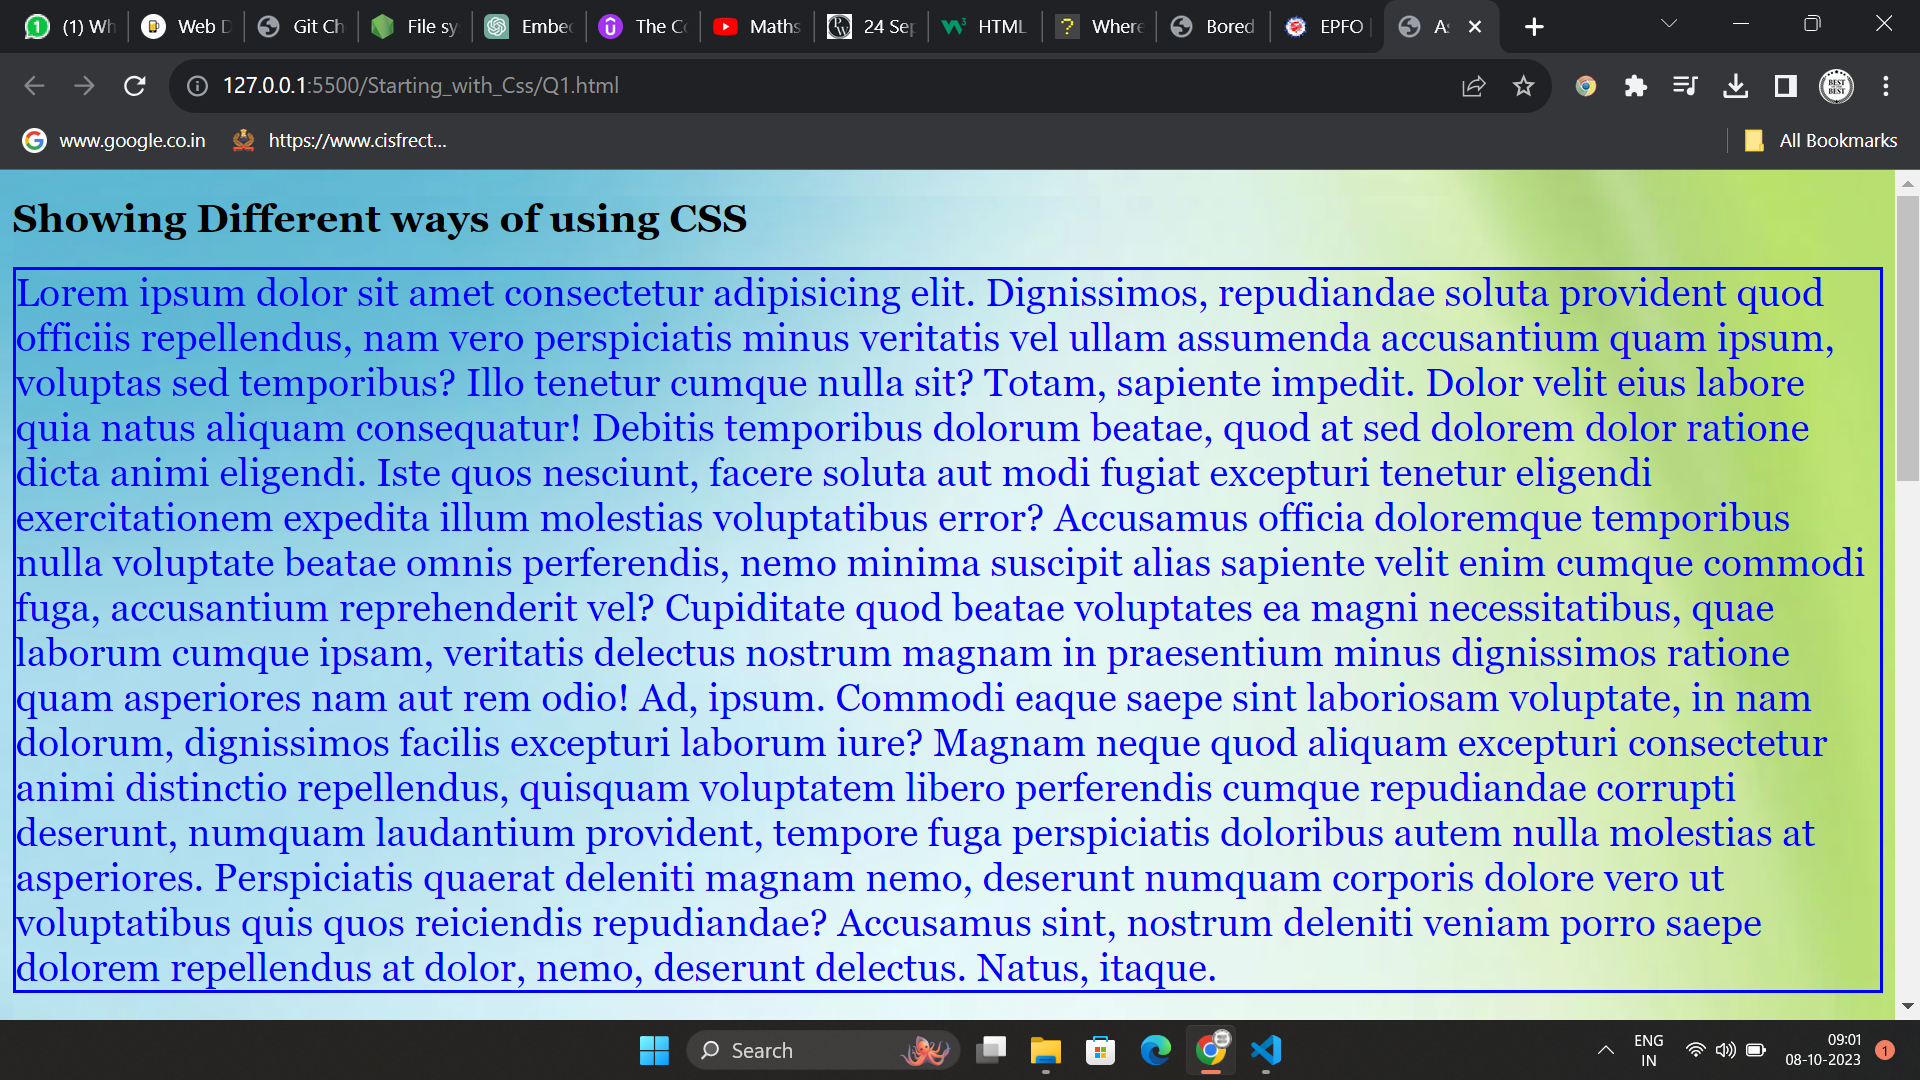 (1) Wh Web D Git Ch File sy Embed The Co Maths 24 Sep HTML Where Bored EPFO As
127.0.0.1:5500/Starting_with_Css/Q1.html
www.google.co.in https://www.cisfrect... All Bookmarks
Showing Different ways of using CSS
Lorem ipsum dolor sit amet consectetur adipisicing elit. Dignissimos, repudiandae soluta provident quod
officiis repellendus, nam vero perspiciatis minus veritatis vel ullam assumenda accusantium quam ipsum,
voluptas sed temporibus? Illo tenetur cumque nulla sit? Totam, sapiente impedit. Dolor velit eius labore
quia natus aliquam consequatur! Debitis temporibus dolorum beatae, quod at sed dolorem dolor ratione
dicta animi eligendi. Iste quos nesciunt, facere soluta aut modi fugiat excepturi tenetur eligendi
exercitationem expedita illum molestias voluptatibus error? Accusamus officia doloremque temporibus
nulla voluptate beatae omnis perferendis, nemo minima suscipit alias sapiente velit enim cumque commodi
fuga, accusantium reprehenderit vel? Cupiditate quod beatae voluptates ea magni necessitatibus, quae
laborum cumque ipsam, veritatis delectus nostrum magnam in praesentium minus dignissimos ratione
quam asperiores nam aut rem odio! Ad, ipsum. Commodi eaque saepe sint laboriosam voluptate, in nam
dolorum, dignissimos facilis excepturi laborum iure? Magnam neque quod aliquam excepturi consectetur
animi distinctio repellendus, quisquam voluptatem libero perferendis cumque repudiandae corrupti
deserunt, numquam laudantium provident, tempore fuga perspiciatis doloribus autem nulla molestias at
asperiores. Perspiciatis quaerat deleniti magnam nemo, deserunt numquam corporis dolore vero ut
voluptatibus quis quos reiciendis repudiandae? Accusamus sint, nostrum deleniti veniam porro saepe
dolorem repellendus at dolor, nemo, deserunt delectus. Natus, itaque.
Search
ENG
IN
09:01
08-10-2023
1